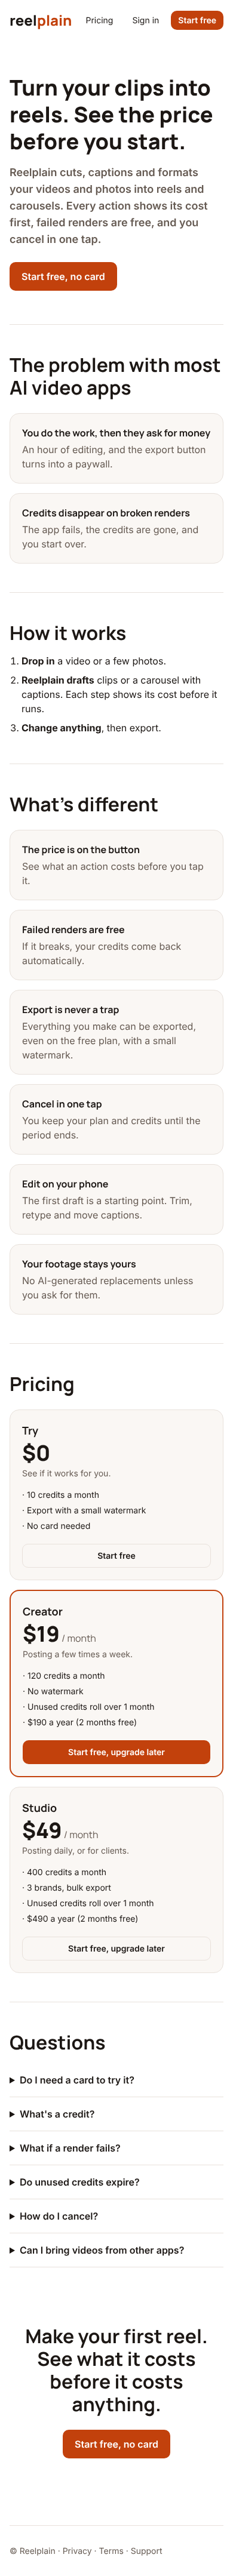 reelplain Pricing Sign in Start free
Turn your clips into
reels. See the price
before you start.
Reelplain cuts, captions and formats
your videos and photos into reels and
carousels. Every action shows its cost
first, failed renders are free, and you
cancel in one tap.
Start free, no card
The problem with most
AI video apps
You do the work, then they ask for money
An hour of editing, and the export button
turns into a paywall.
Credits disappear on broken renders
The app fails, the credits are gone, and
you start over.
How it works
1. Drop in a video or a few photos.
2. Reelplain drafts clips or a carousel with
captions. Each step shows its cost before it
runs.
3. Change anything, then export.
What's different
The price is on the button
See what an action costs before you tap
it.
Failed renders are free
If it breaks, your credits come back
automatically.
Export is never a trap
Everything you make can be exported,
even on the free plan, with a small
watermark.
Cancel in one tap
You keep your plan and credits until the
period ends.
Edit on your phone
The first draft is a starting point. Trim,
retype and move captions.
Your footage stays yours
No AI-generated replacements unless
you ask for them.
Pricing
Try
$0
See if it works for you.
· 10 credits a month
· Export with a small watermark
· No card needed
Start free
Creator
$19 / month
Posting a few times a week.
· 120 credits a month
· No watermark
· Unused credits roll over 1 month
· $190 a year (2 months free)
Start free, upgrade later
Studio
$49 / month
Posting daily, or for clients.
· 400 credits a month
· 3 brands, bulk export
· Unused credits roll over 1 month
· $490 a year (2 months free)
Start free, upgrade later
Questions
Do I need a card to try it?
What's a credit?
What if a render fails?
Do unused credits expire?
How do I cancel?
Can I bring videos from other apps?
Make your first reel.
See what it costs
before it costs
anything.
Start free, no card
© Reelplain · Privacy · Terms · Support